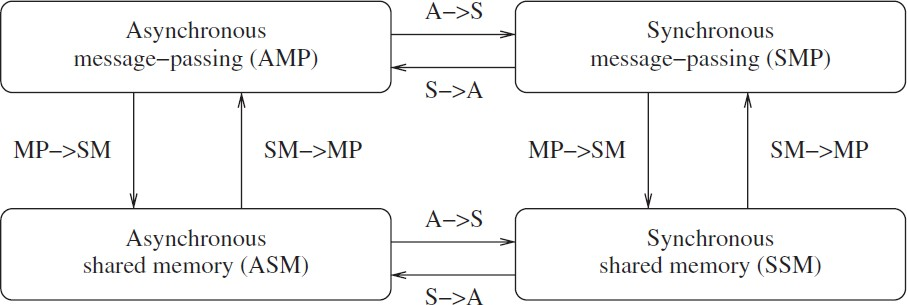 A−>S
Asynchronous
message−passing (AMP)
Synchronous
message−passing (SMP)
S−>A
MP−>SM
SM−>MP
MP−>SM
SM−>MP
A−>S
Asynchronous
shared memory (ASM)
Synchronous
shared memory (SSM)
S−>A